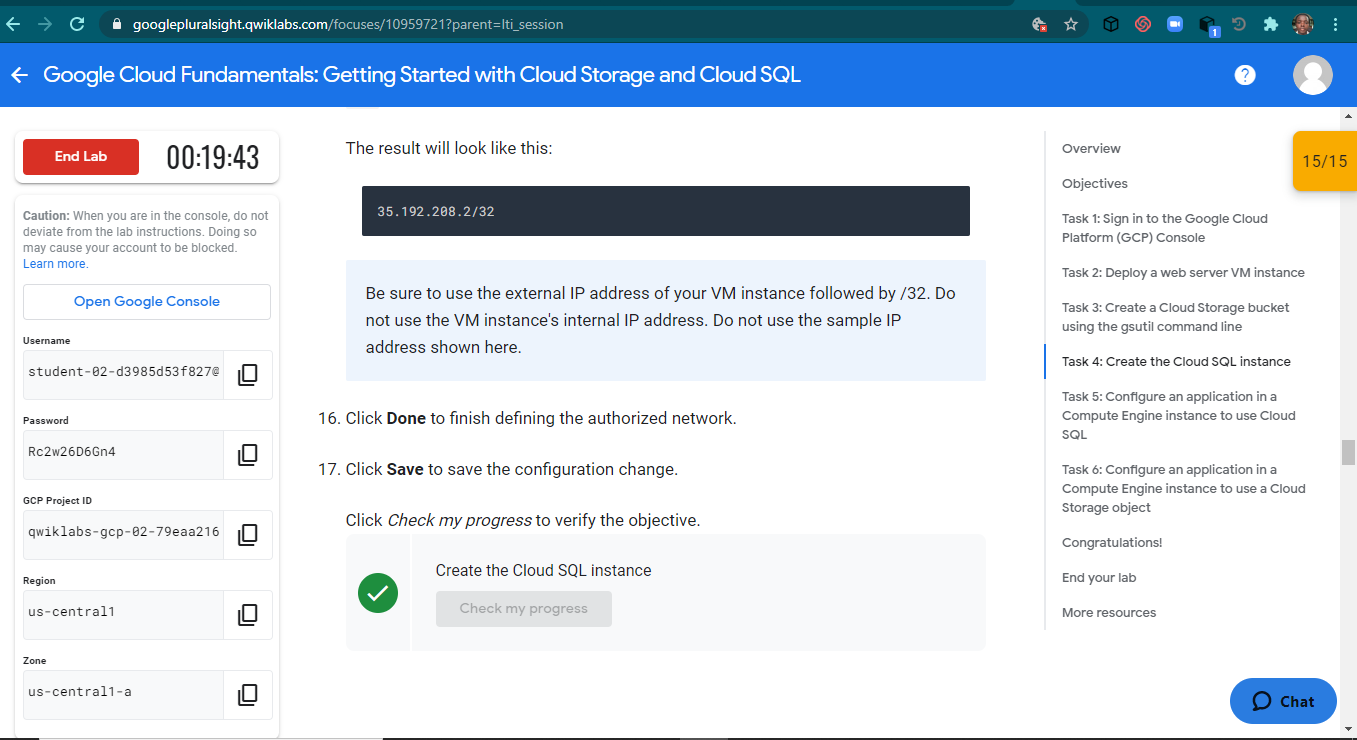 googlepluralsight.qwiklabs.com/focuses/10959721?parent=lti_session
1
Google Cloud Fundamentals: Getting Started with Cloud Storage and Cloud SQL
?
End Lab
00:19:43
Caution: When you are in the console, do not
deviate from the lab instructions. Doing so
may cause your account to be blocked.
Learn more.
Open Google Console
Username
student-02-d3985d53f827@
Password
Rc2w26D6Gn4
GCP Project ID
qwiklabs-gcp-02-79eaa216
Region
us-central1
Zone
us-central1-a
The result will look like this:
35.192.208.2/32
Be sure to use the external IP address of your VM instance followed by /32. Do
not use the VM instance's internal IP address. Do not use the sample IP
address shown here.
16. Click Done to finish defining the authorized network.
17. Click Save to save the configuration change.
Click Check my progress to verify the objective.
Create the Cloud SQL instance
Check my progress
Overview
Objectives
Task 1: Sign in to the Google Cloud
Platform (GCP) Console
Task 2: Deploy a web server VM instance
Task 3: Create a Cloud Storage bucket
using the gsutil command line
Task 4: Create the Cloud SQL instance
Task 5: Configure an application in a
Compute Engine instance to use Cloud
SQL
Task 6: Configure an application in a
Compute Engine instance to use a Cloud
Storage object
Congratulations!
End your lab
More resources
15/15
Chat